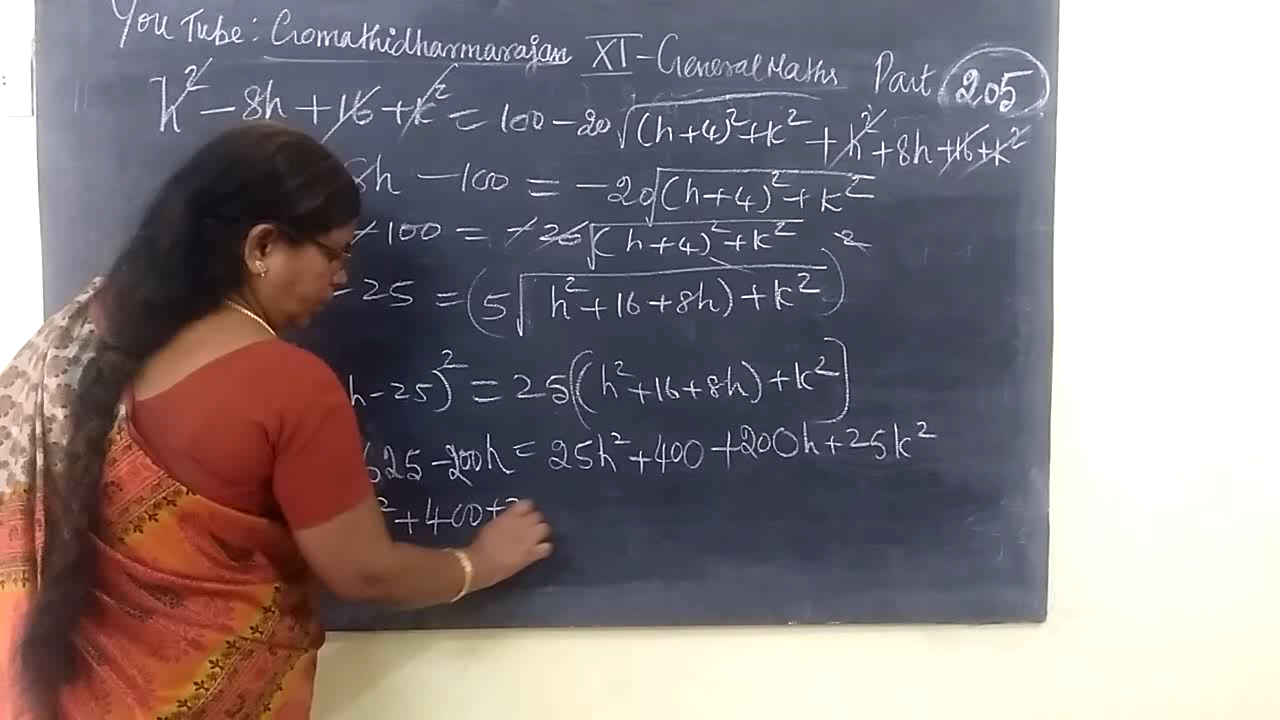 YouTube: Gomathidharmarajan XI - General Maths Part 205
h² - 8h + 16 + k² = 100 - 20√((h+4)² + k²) + h² + 8h + 16 + k²
8h - 100 = -20√((h+4)² + k²)
-100 = -20√((h+4)² + k²)
- 25 = (5√(h² + 16 + 8h) + k²)²
h - 25)² = 25[(h² + 16 + 8h) + k²]
625 - 200h = 25h² + 400 + 200h + 25k²
² + 400 +